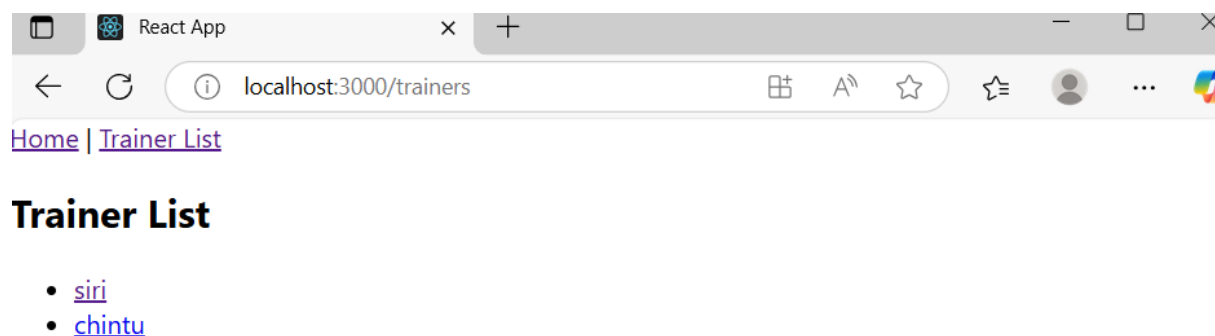 React App
localhost:3000/trainers
Home | Trainer List
Trainer List
siri
chintu